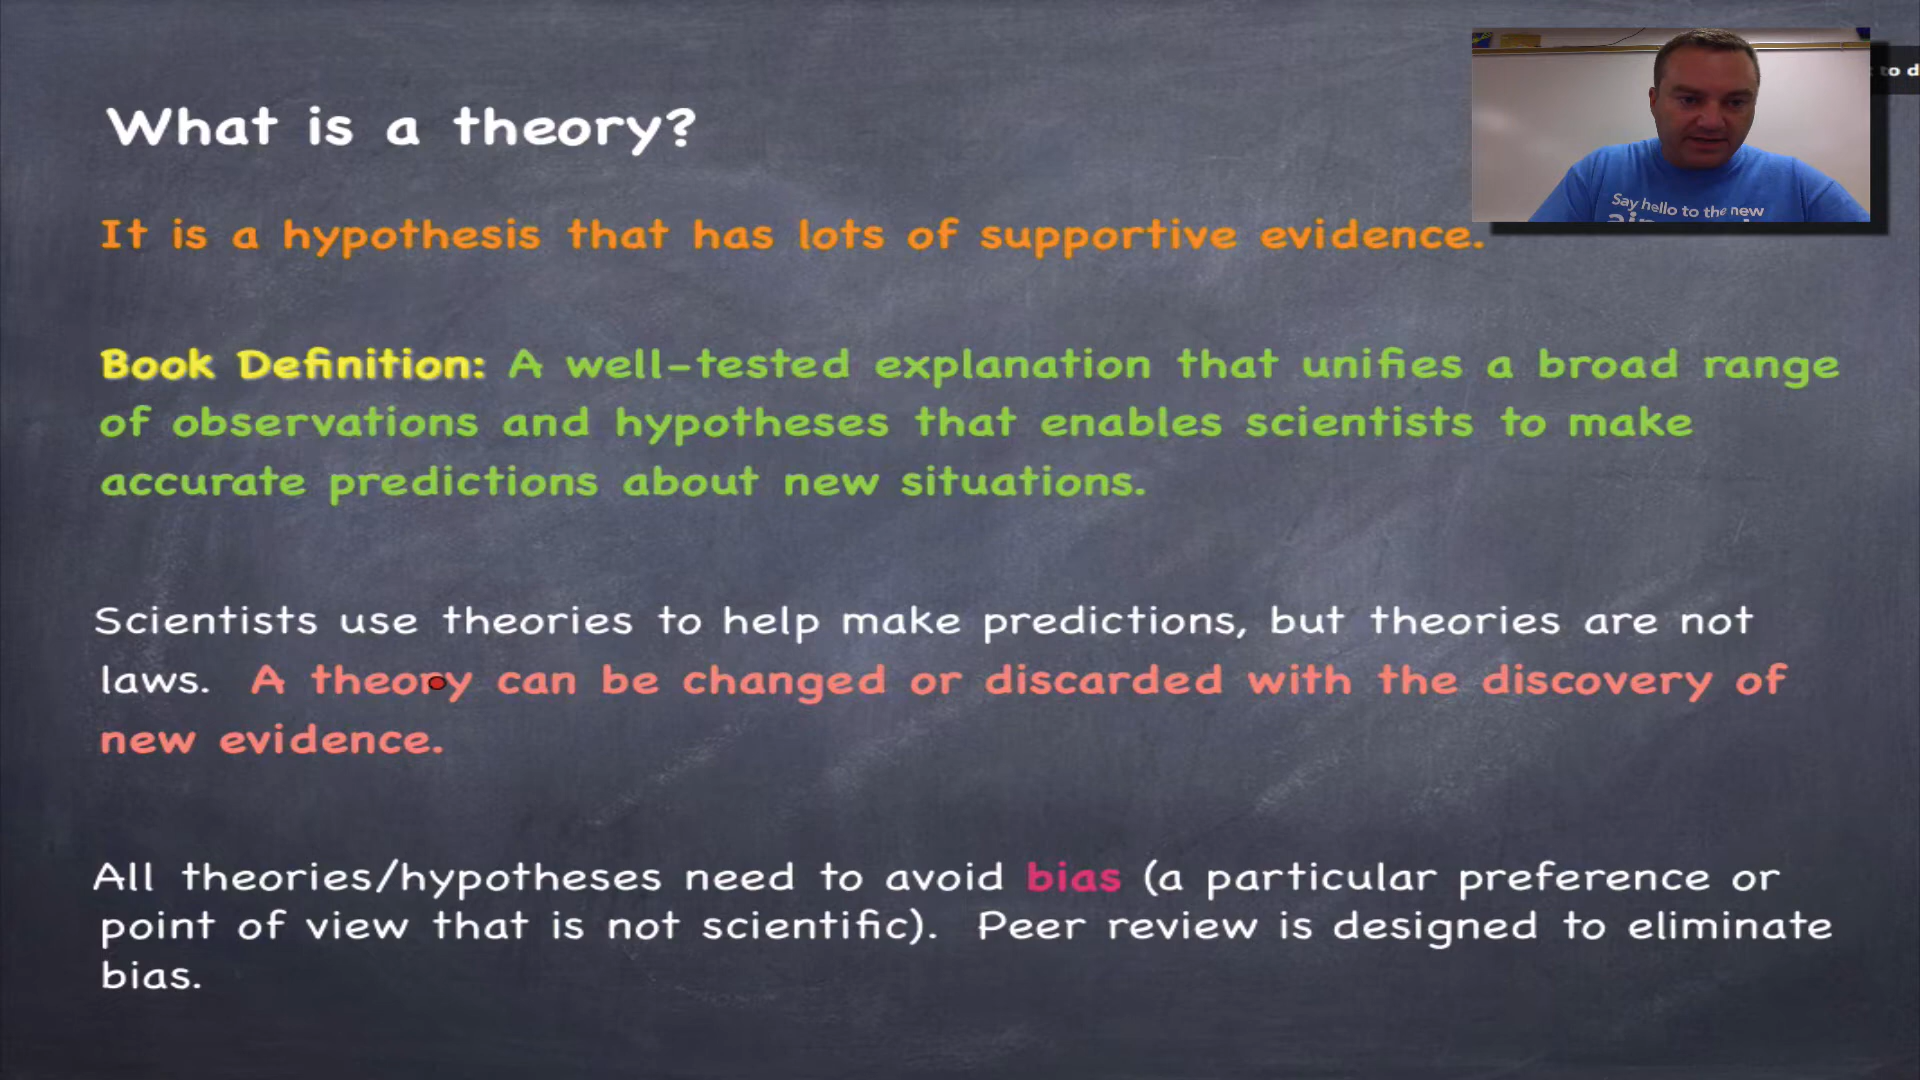 What is a theory?
to d
Say hello to the new
It is a hypothesis that has lots of supportive evidence.
Book Definition: A well-tested explanation that unifies a broad range
of observations and hypotheses that enables scientists to make
accurate predictions about new situations.
Scientists use theories to help make predictions, but theories are not
laws. A theory can be changed or discarded with the discovery of
new evidence.
All theories/hypotheses need to avoid bias (a particular preference or
point of view that is not scientific). Peer review is designed to eliminate
bias.